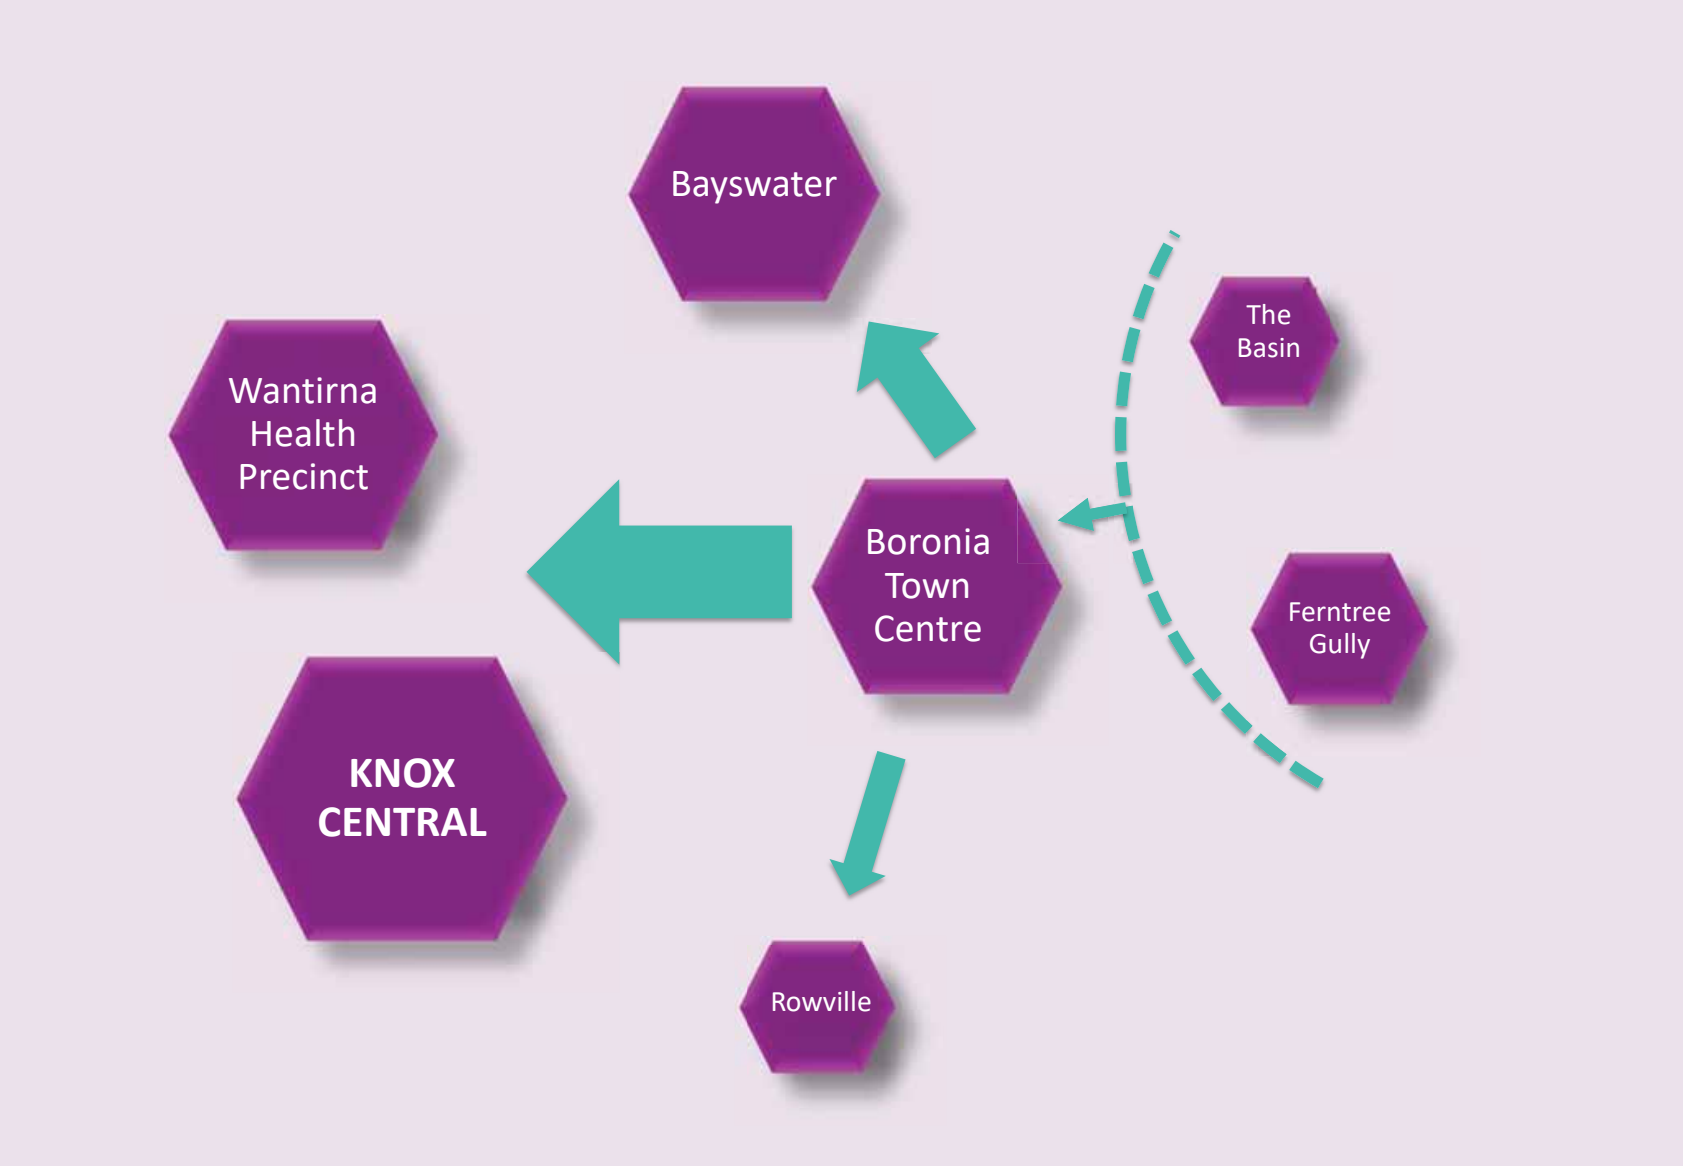 Bayswater
The
Basin
Wantirna
Health
Precinct
Boronia
Town
Centre
Ferntree
Gully
KNOX
CENTRAL
Rowville